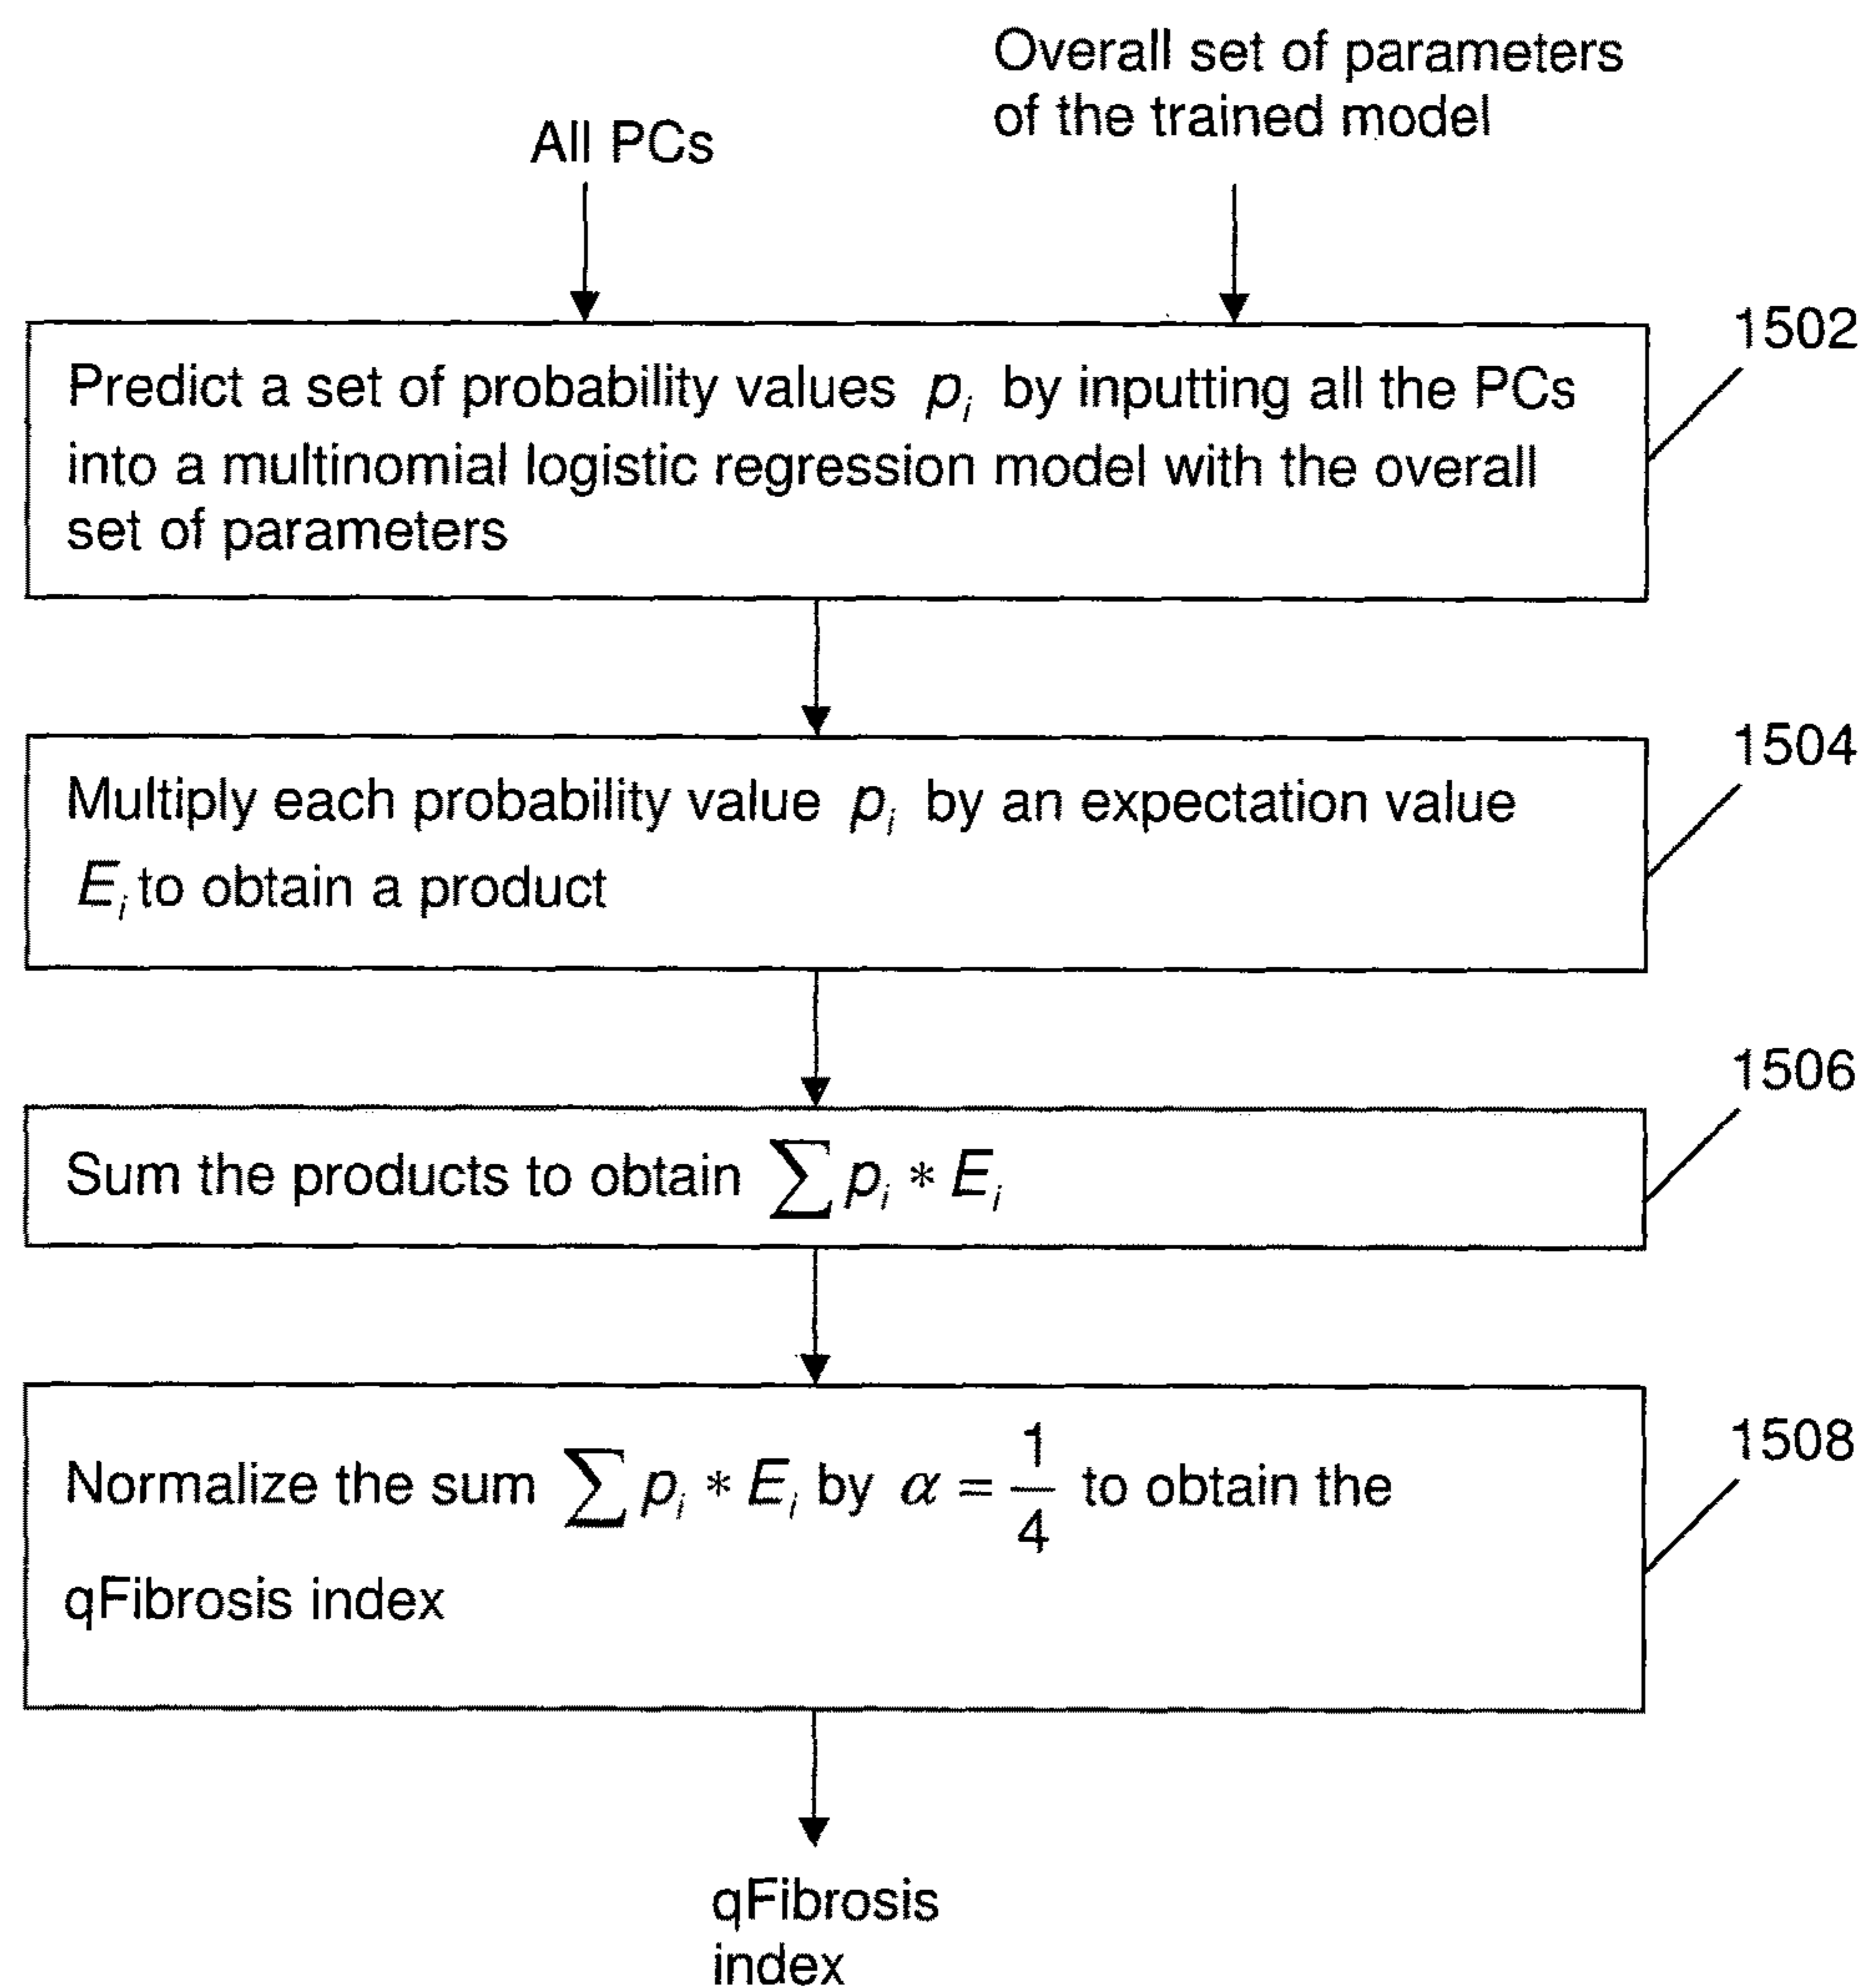 All PCs
Overall set of parameters
of the trained model
1502
Predict a set of probability values p_i by inputting all the PCs
into a multinomial logistic regression model with the overall
set of parameters
1504
Multiply each probability value p_i by an expectation value
E_i to obtain a product
1506
Sum the products to obtain ∑ p_i * E_i
1508
Normalize the sum ∑ p_i * E_i by α = 1/4 to obtain the
qFibrosis index
qFibrosis
index